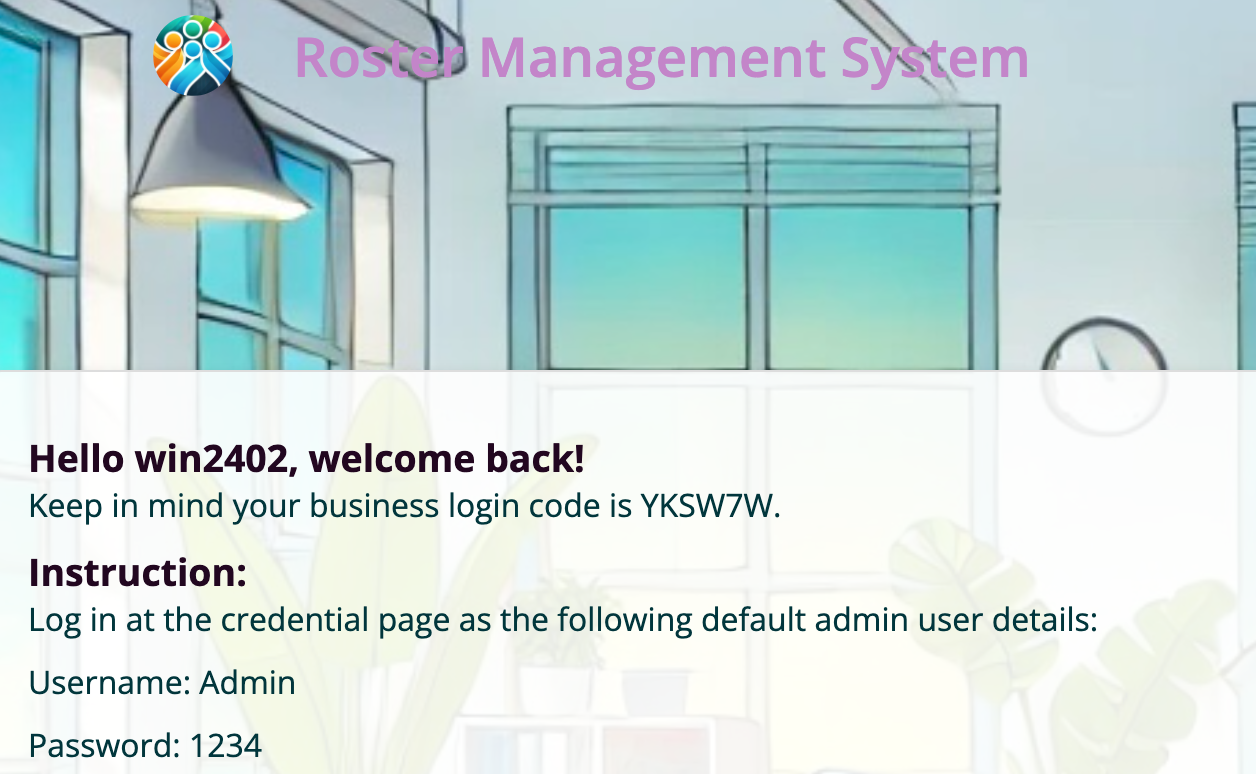 Roster Management System
Hello win2402, welcome back!
Keep in mind your business login code is YKSW7W.
Instruction:
Log in at the credential page as the following default admin user details:
Username: Admin
Password: 1234